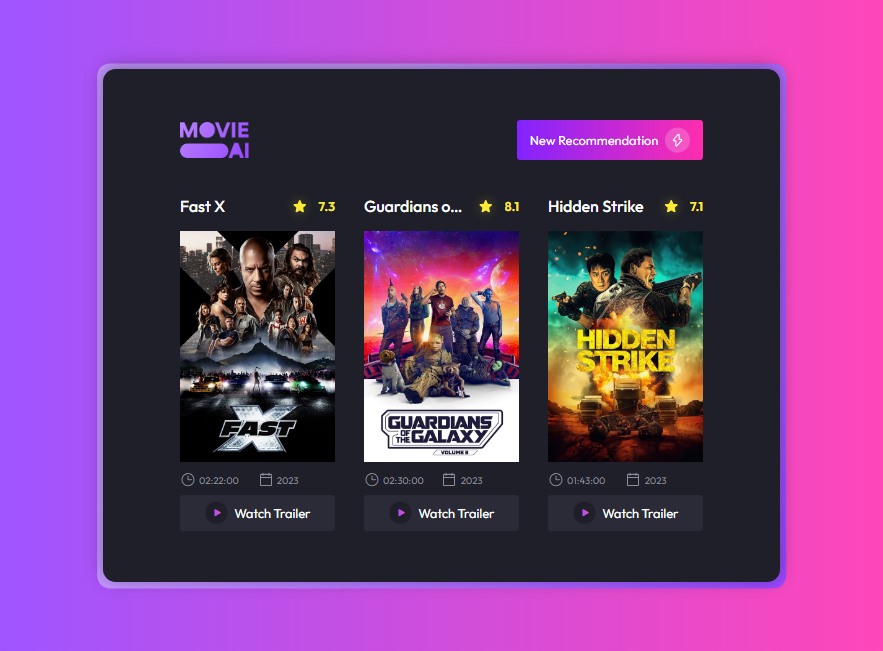 MOVIE
AI
New Recommendation
Fast X 7.3
Guardians o... 8.1
Hidden Strike 7.1
FAST X
GUARDIANS
OF THE GALAXY
VOLUME 3
HIDDEN
STRIKE
02:22:00 2023
02:30:00 2023
01:43:00 2023
Watch Trailer
Watch Trailer
Watch Trailer